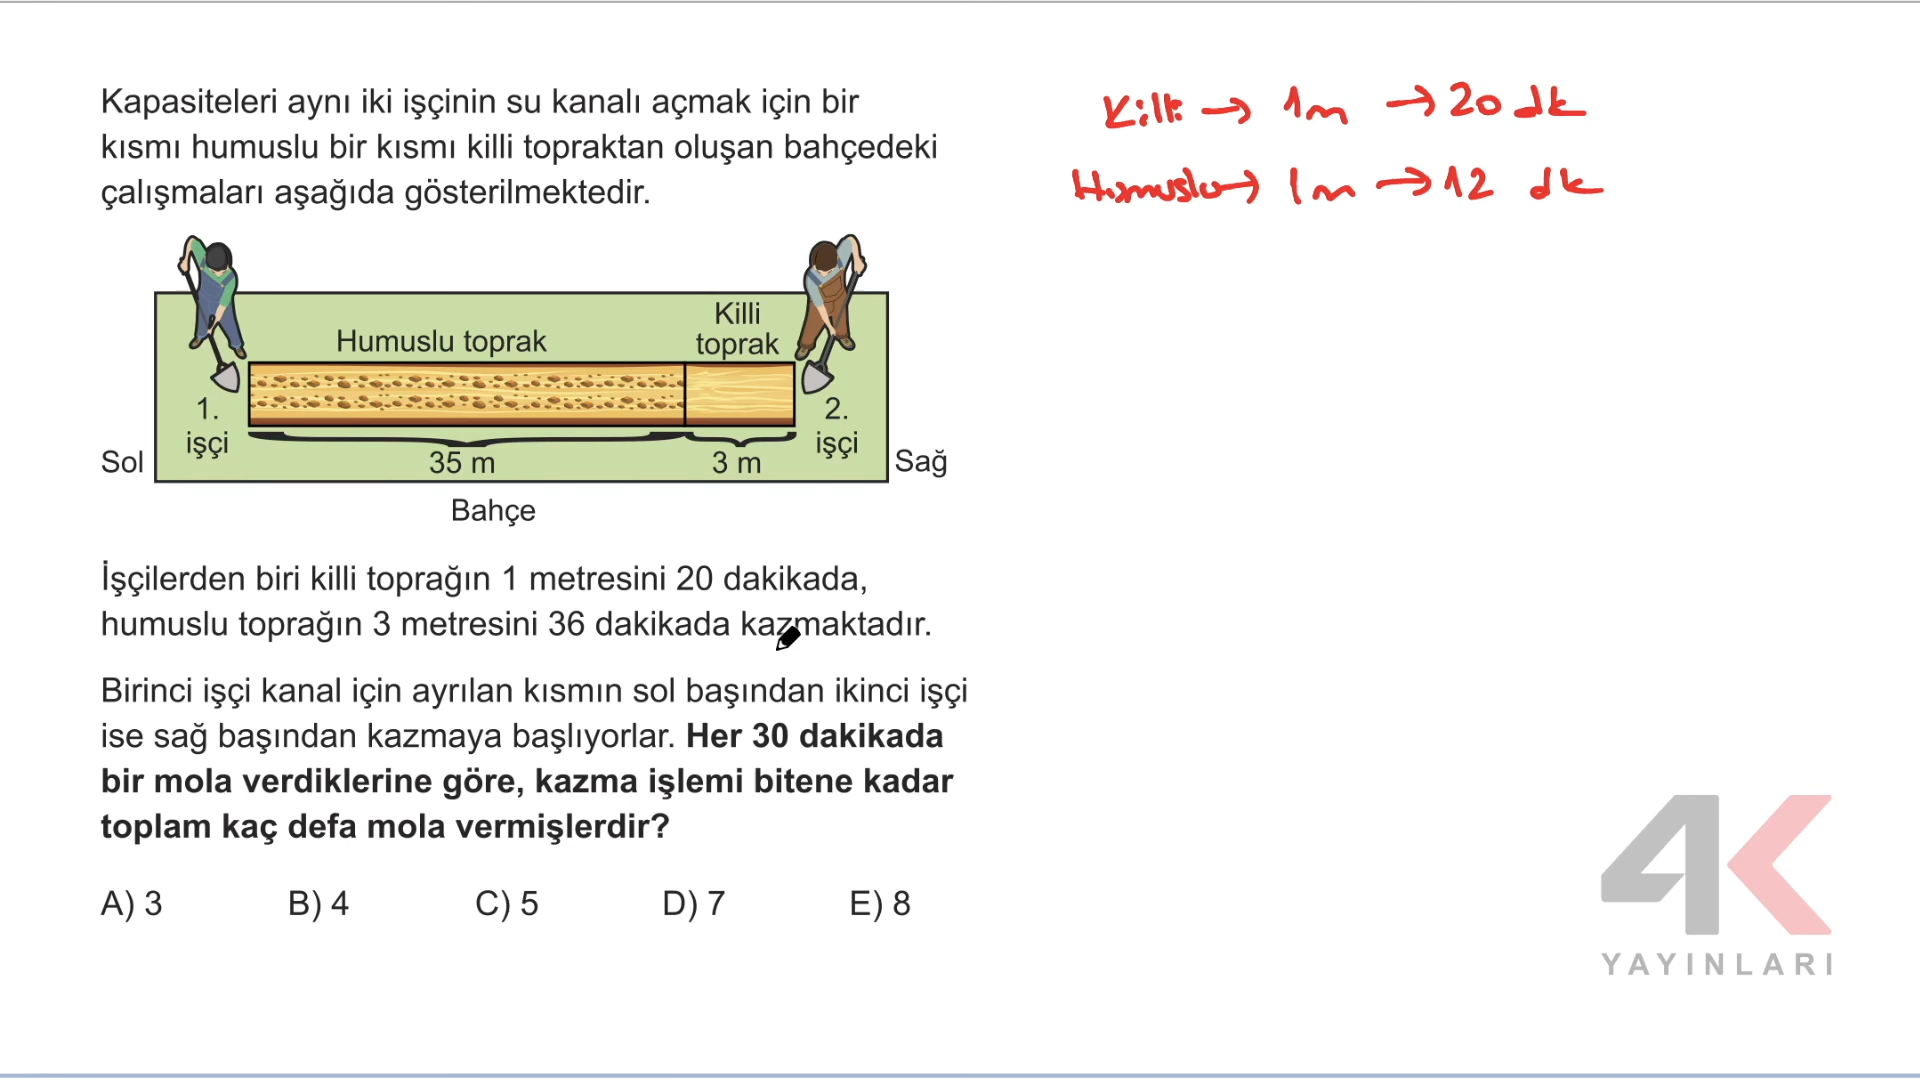 Kapasiteleri aynı iki işçinin su kanalı açmak için bir
kısmı humuslu bir kısmı killi topraktan oluşan bahçedeki
çalışmaları aşağıda gösterilmektedir.
Killi → 1m → 20 dk
Humuslu → 1m → 12 dk
Humuslu toprak
Killi
toprak
1.
işçi
2.
işçi
Sol
35 m
3 m
Sağ
Bahçe
İşçilerden biri killi toprağın 1 metresini 20 dakikada,
humuslu toprağın 3 metresini 36 dakikada kazmaktadır.
Birinci işçi kanal için ayrılan kısmın sol başından ikinci işçi
ise sağ başından kazmaya başlıyorlar. Her 30 dakikada
bir mola verdiklerine göre, kazma işlemi bitene kadar
toplam kaç defa mola vermişlerdir?
A) 3 B) 4 C) 5 D) 7 E) 8
4K
YAYINLARI